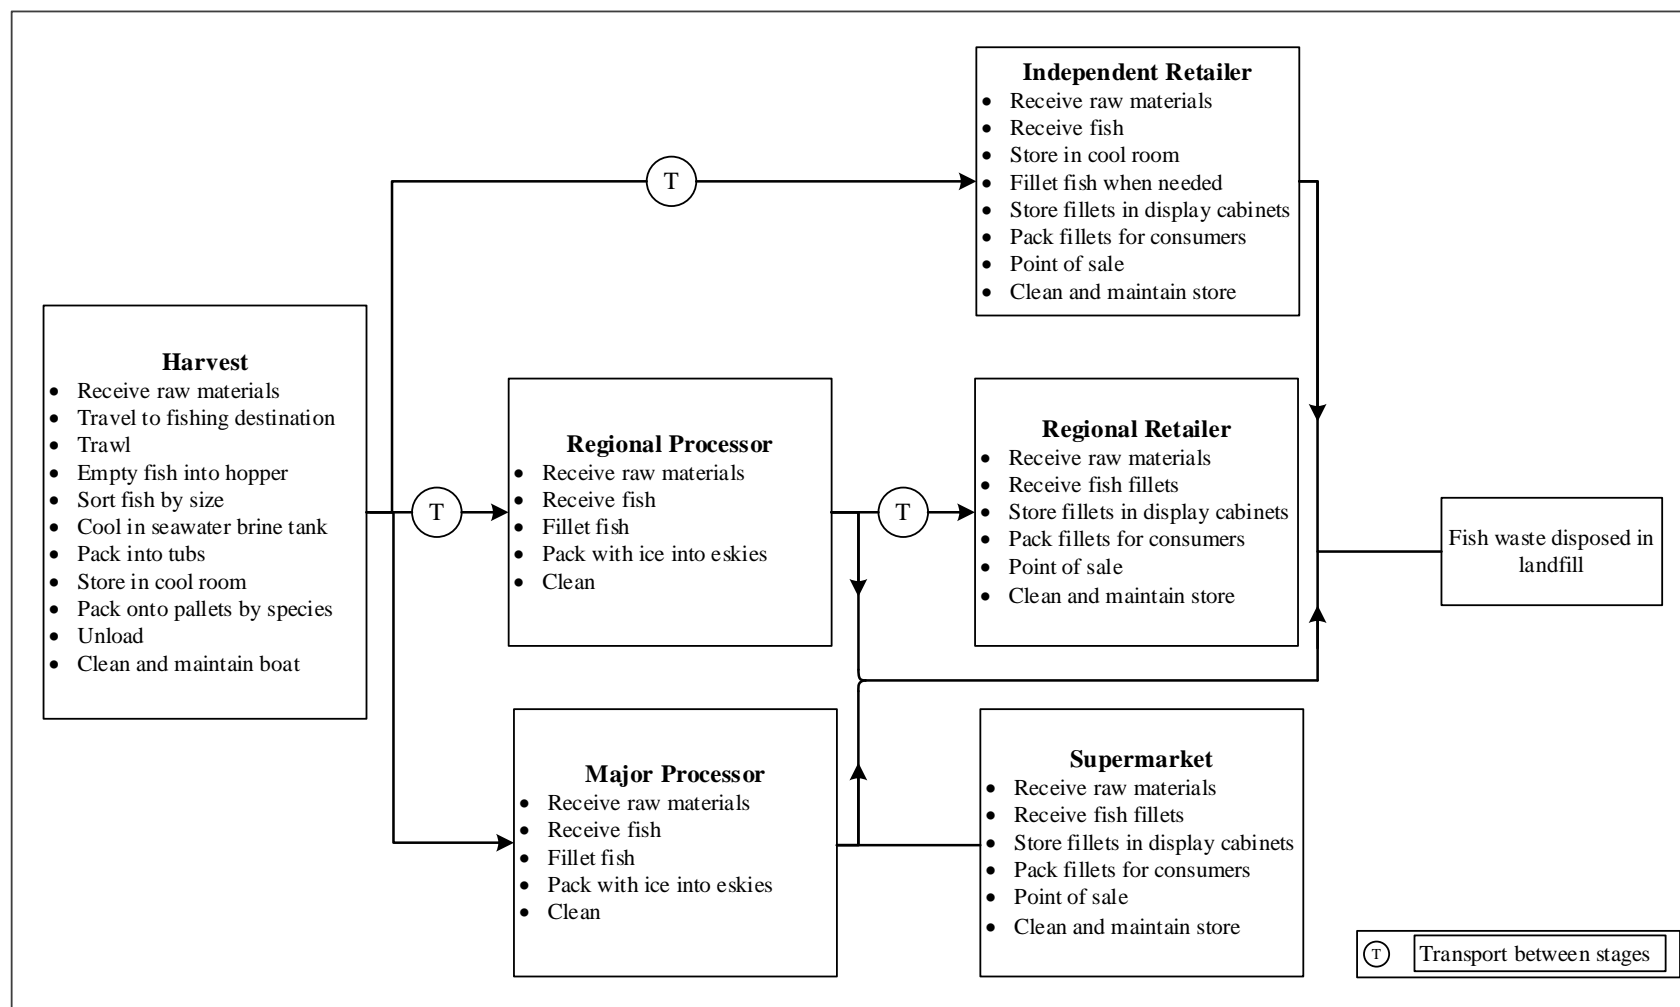 Independent Retailer
• Receive raw materials
• Receive fish
• Store in cool room
• Fillet fish when needed
• Store fillets in display cabinets
• Pack fillets for consumers
• Point of sale
• Clean and maintain store
T
Harvest
• Receive raw materials
• Travel to fishing destination
• Trawl
• Empty fish into hopper
• Sort fish by size
• Cool in seawater brine tank
• Pack into tubs
• Store in cool room
• Pack onto pallets by species
• Unload
• Clean and maintain boat
T
Regional Processor
• Receive raw materials
• Receive fish
• Fillet fish
• Pack with ice into eskies
• Clean
T
Regional Retailer
• Receive raw materials
• Receive fish fillets
• Store fillets in display cabinets
• Pack fillets for consumers
• Point of sale
• Clean and maintain store
Fish waste disposed in
landfill
Major Processor
• Receive raw materials
• Receive fish
• Fillet fish
• Pack with ice into eskies
• Clean
Supermarket
• Receive raw materials
• Receive fish fillets
• Store fillets in display cabinets
• Pack fillets for consumers
• Point of sale
• Clean and maintain store
T Transport between stages